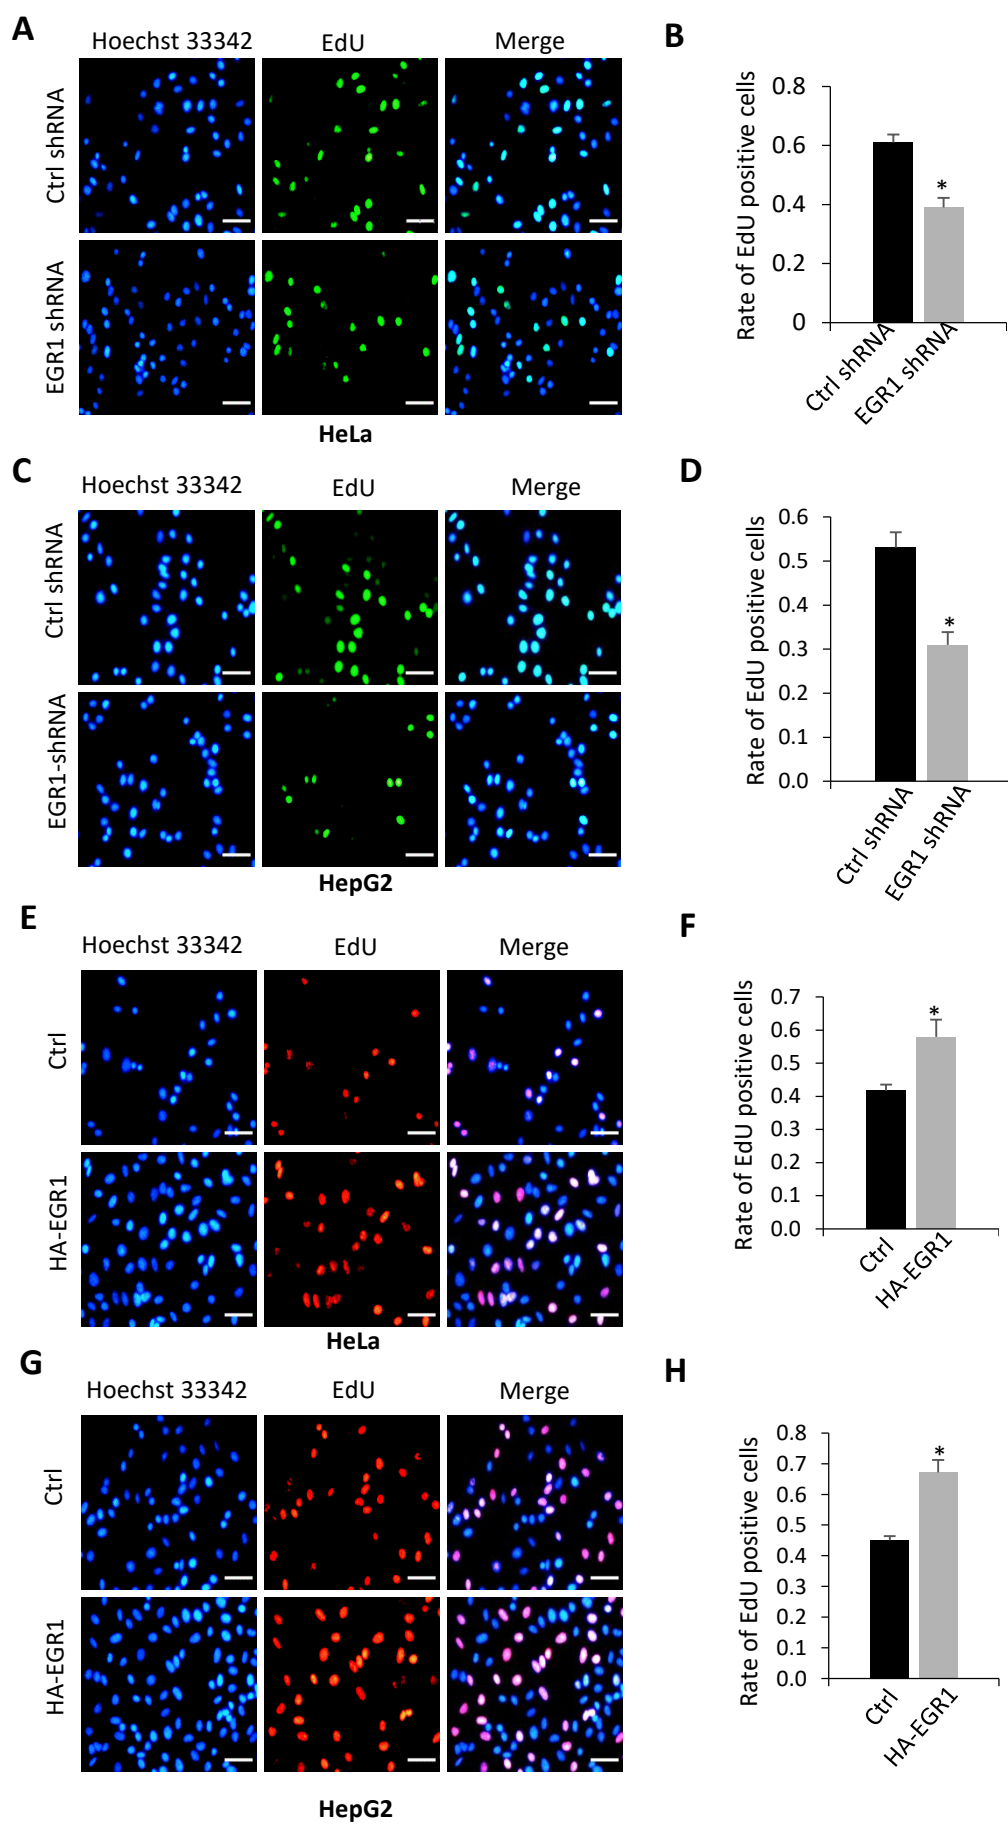 A
Hoechst 33342 EdU Merge
Ctrl shRNA
EGR1 shRNA
HeLa
B
Rate of EdU positive cells
0.8
0.6
0.4
0.2
0
*
Ctrl shRNA
EGR1 shRNA
C
Hoechst 33342 EdU Merge
Ctrl shRNA
EGR1-shRNA
HepG2
D
Rate of EdU positive cells
0.6
0.5
0.4
0.3
0.2
0.1
0.0
*
Ctrl shRNA
EGR1 shRNA
E
Hoechst 33342 EdU Merge
Ctrl
HA-EGR1
HeLa
F
Rate of EdU positive cells
0.7
0.6
0.5
0.4
0.3
0.2
0.1
0.0
*
Ctrl
HA-EGR1
G
Hoechst 33342 EdU Merge
Ctrl
HA-EGR1
HepG2
H
Rate of EdU positive cells
0.8
0.7
0.6
0.5
0.4
0.3
0.2
0.1
0.0
*
Ctrl
HA-EGR1